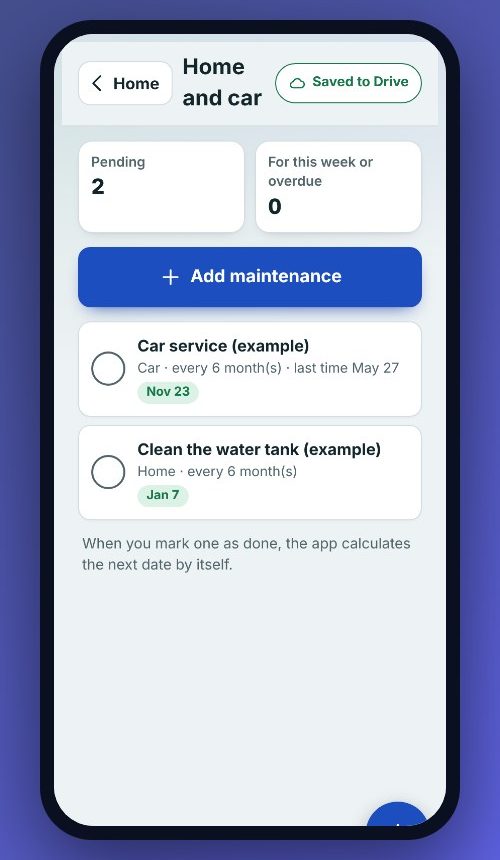 Home
Home
and car
Saved to Drive
Pending
2
For this week or
overdue
0
Add maintenance
Car service (example)
Car · every 6 month(s) · last time May 27
Nov 23
Clean the water tank (example)
Home · every 6 month(s)
Jan 7
When you mark one as done, the app calculates
the next date by itself.